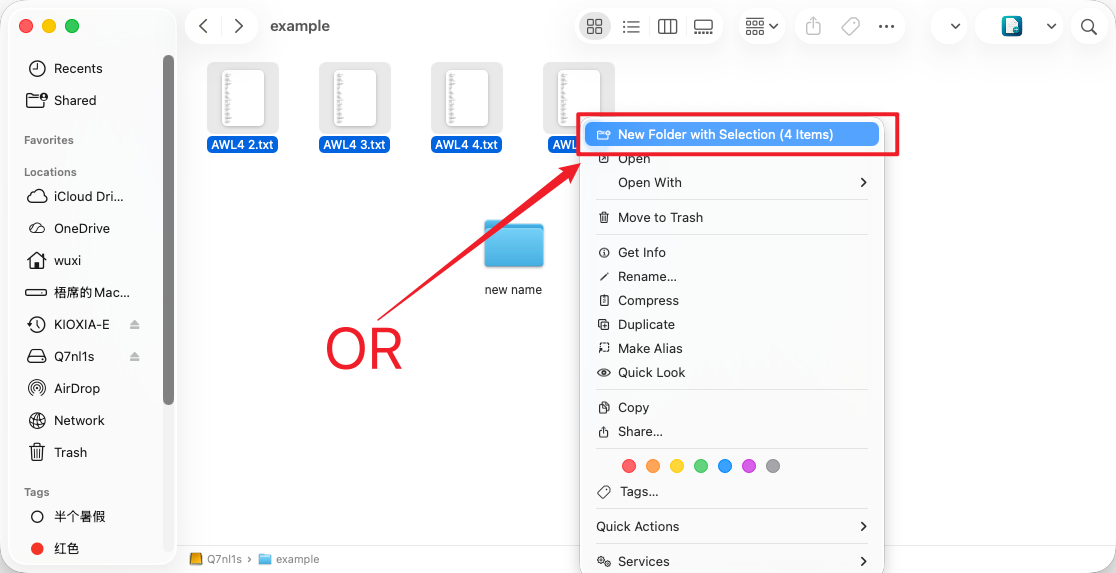 example
Recents
Shared
Favorites
Locations
iCloud Dri...
OneDrive
wuxi
梧席的 Mac...
KIOXIA-E
Q7nl1s
AirDrop
Network
Trash
Tags
半个暑假
红色
AWL4 2.txt
AWL4 3.txt
AWL4 4.txt
AWL
new name
OR
New Folder with Selection (4 Items)
Open
Open With
Move to Trash
Get Info
Rename...
Compress
Duplicate
Make Alias
Quick Look
Copy
Share...
Tags...
Quick Actions
Services
Q7nl1s › example